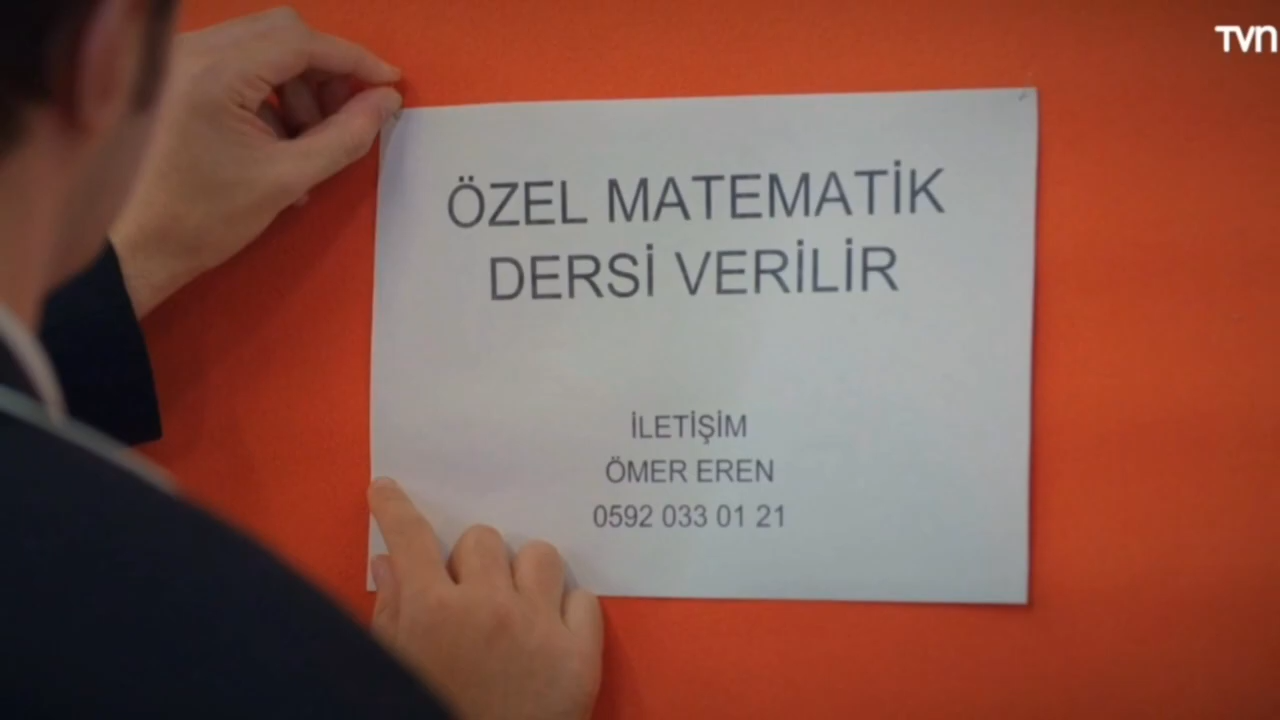 TVN
ÖZEL MATEMATİK
DERSİ VERİLİR
İLETİŞİM
ÖMER EREN
0592 033 01 21